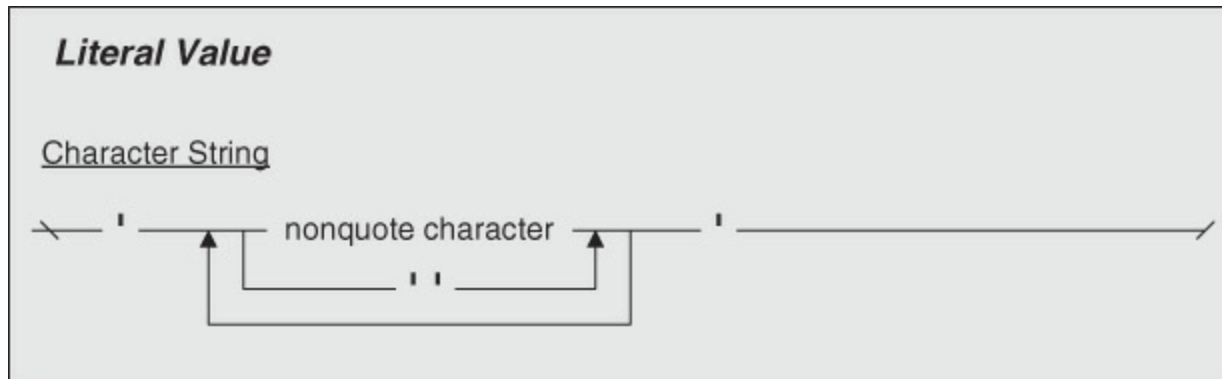 Literal Value
Character String
' nonquote character '
' '